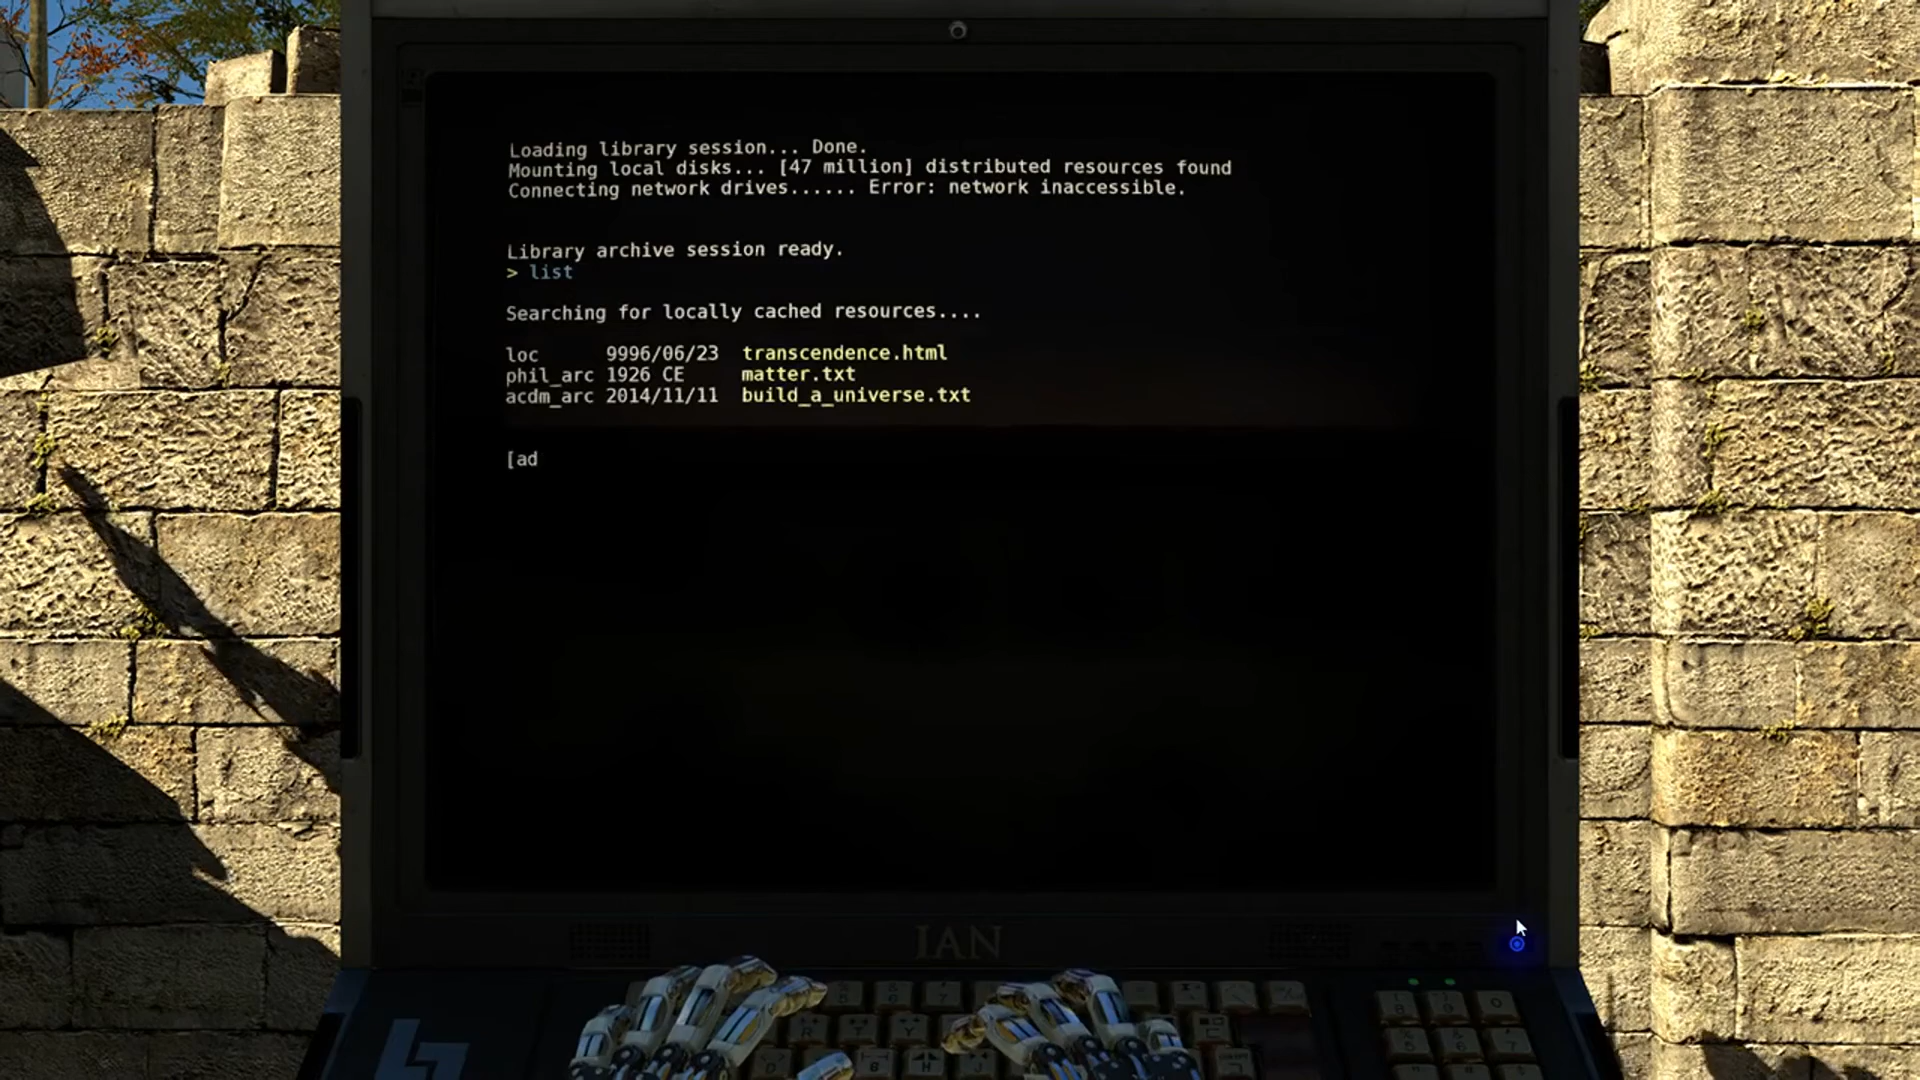 Loading library session... Done.
Mounting local disks... [47 million] distributed resources found
Connecting network drives...... Error: network inaccessible.
Library archive session ready.
> list
Searching for locally cached resources....
loc 9996/06/23 transcendence.html
phil_arc 1926 CE matter.txt
acdm_arc 2014/11/11 build_a_universe.txt
[ad
IAN